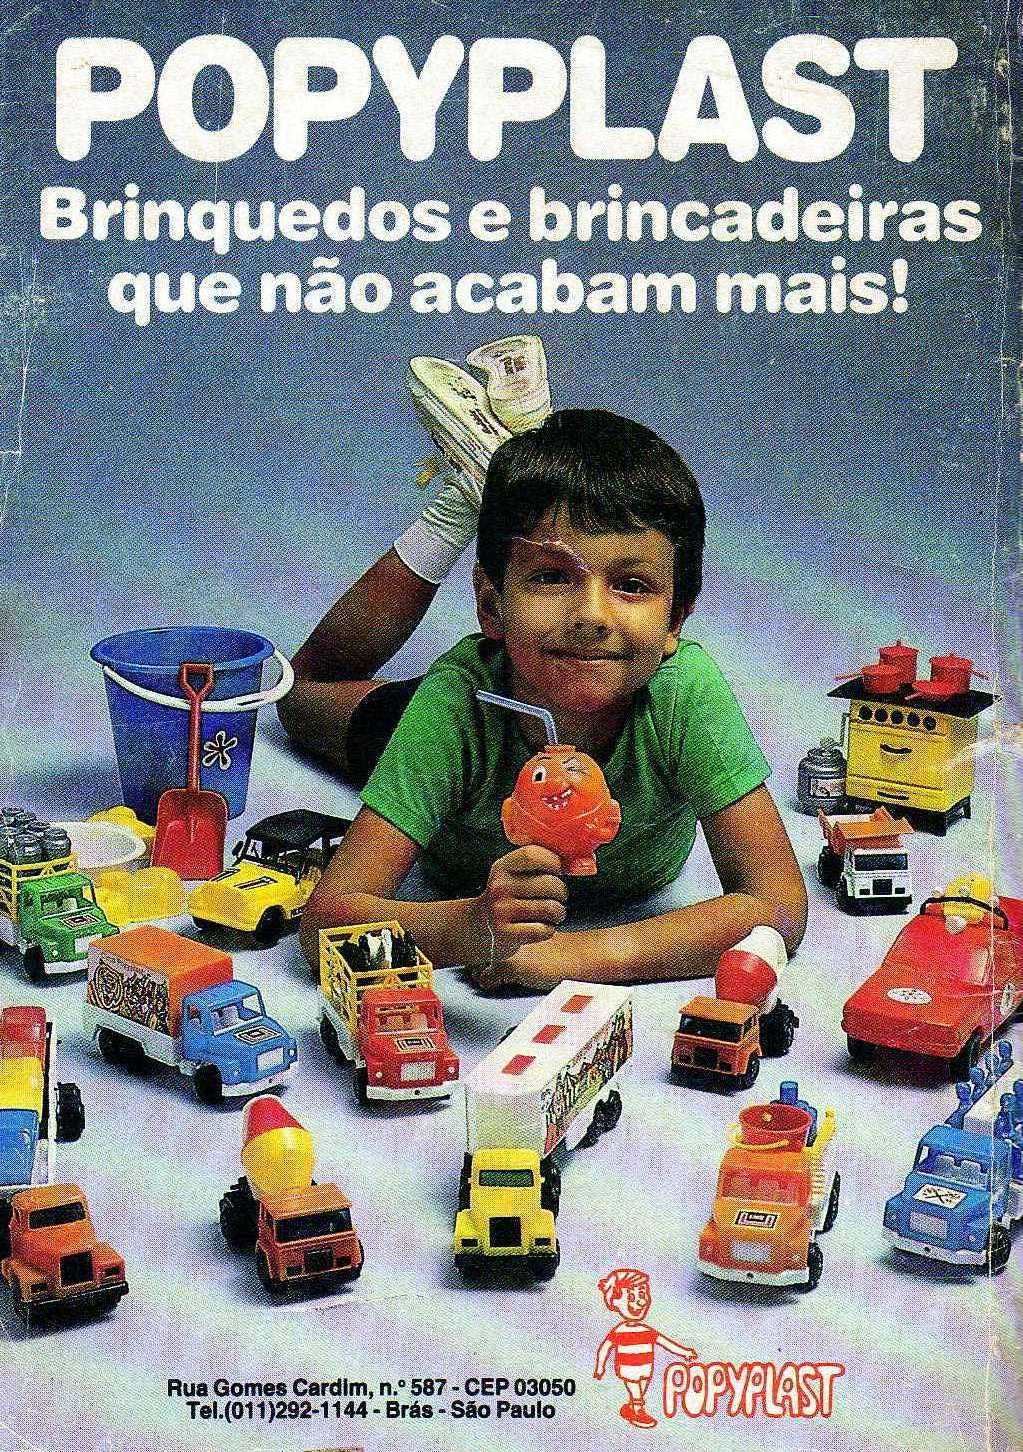 POPYPLAST
Brinquedos e brincadeiras
que não acabam mais!
Rua Gomes Cardim, n.º 587 - CEP 03050
Tel.(011)292-1144 - Brás - São Paulo
POPYPLAST